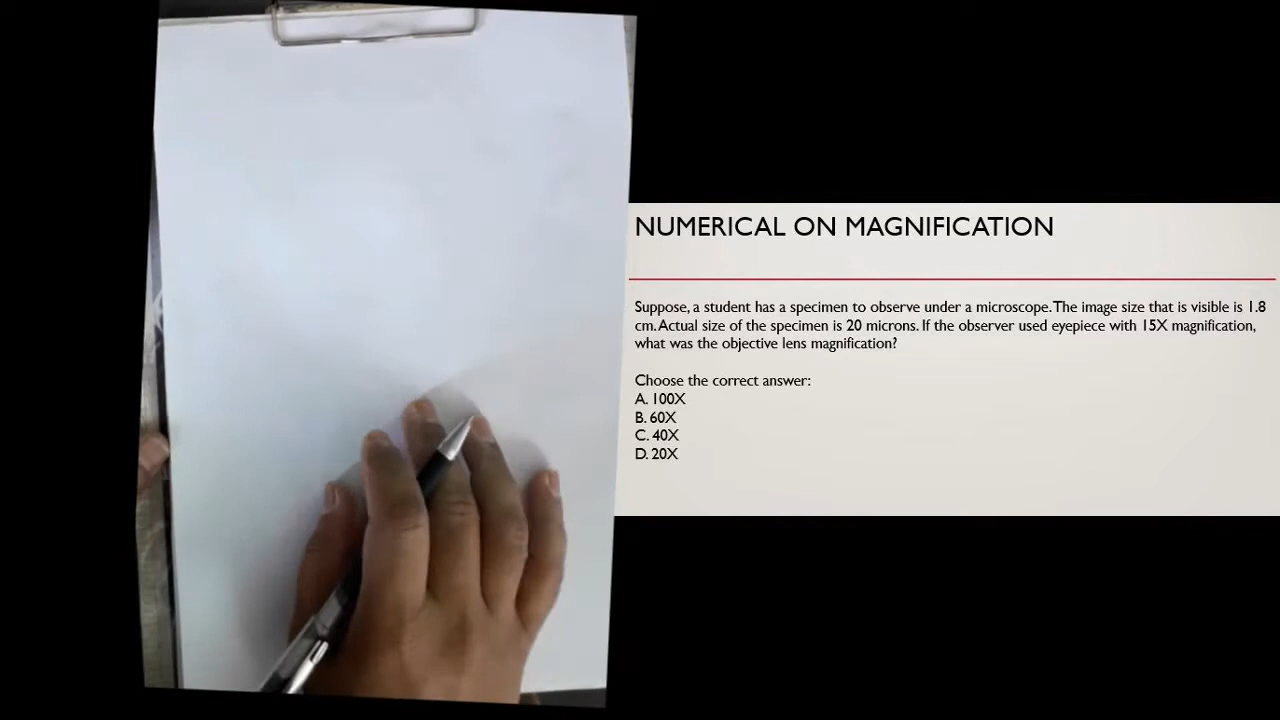 NUMERICAL ON MAGNIFICATION
Suppose, a student has a specimen to observe under a microscope. The image size that is visible is 1.8
cm. Actual size of the specimen is 20 microns. If the observer used eyepiece with 15X magnification,
what was the objective lens magnification?
Choose the correct answer:
A. 100X
B. 60X
C. 40X
D. 20X